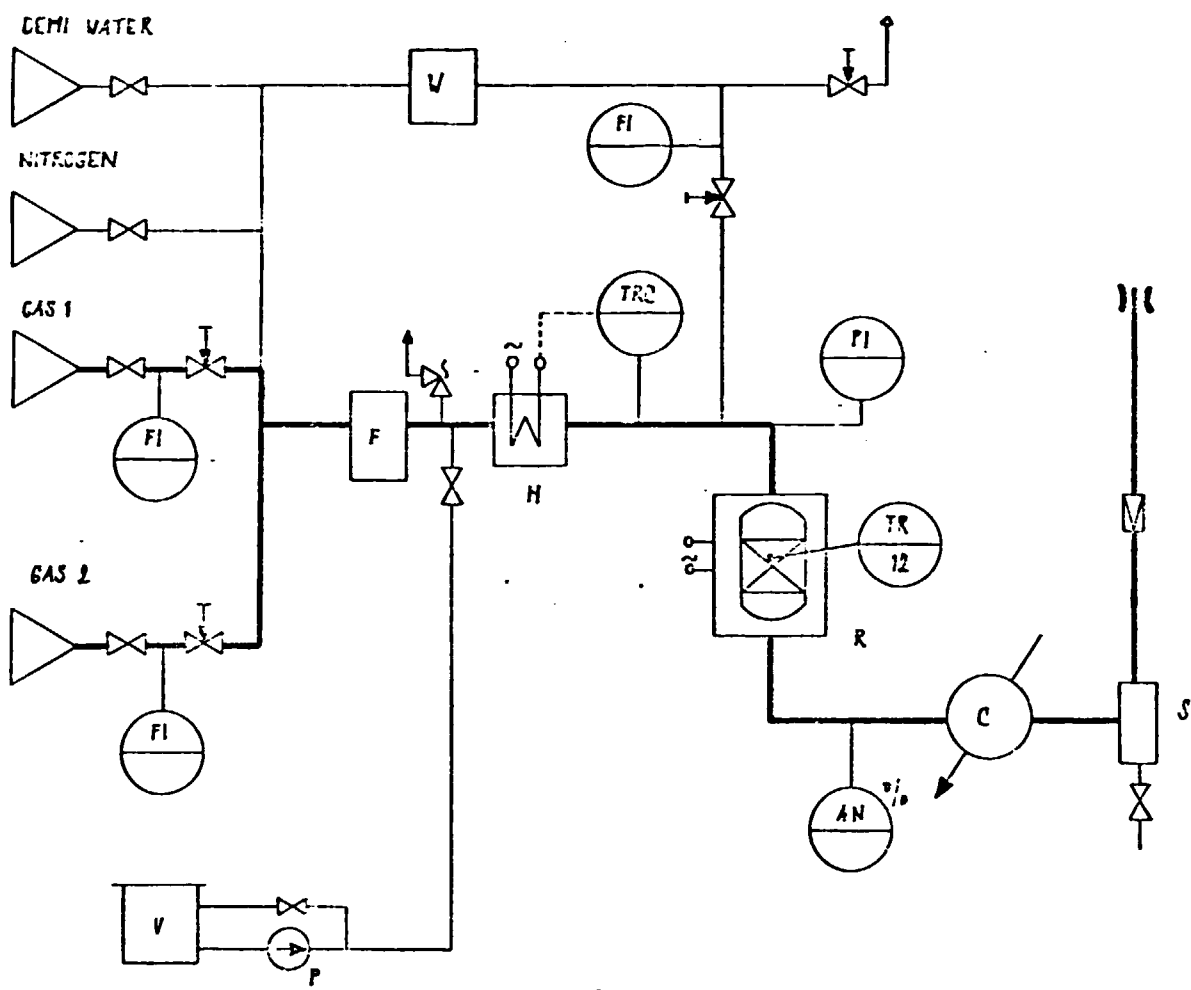 DEMI WATER
W
FI
NITROGEN
GAS 1
TRC
PI
FI
F
H
TR
12
GAS 2
R
FI
C
S
AN
%
V
P